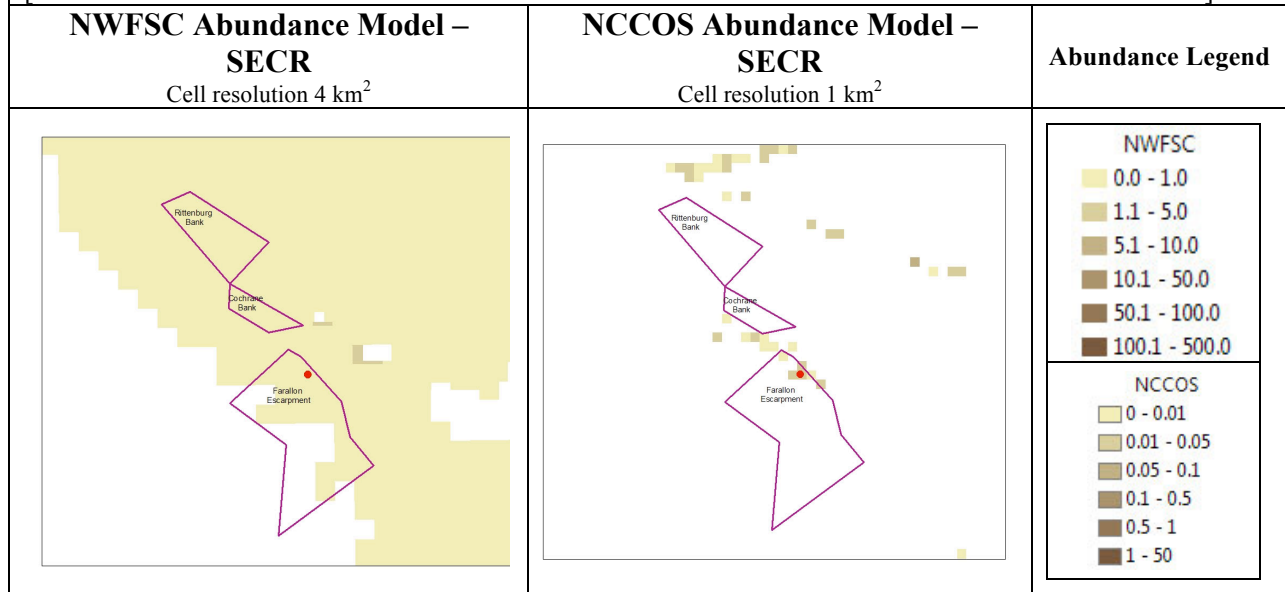 NWFSC Abundance Model –
SECR
Cell resolution 4 km²
NCCOS Abundance Model –
SECR
Cell resolution 1 km²
Abundance Legend
Rittenburg
Bank
Cochrane
Bank
Farallon
Escarpment
Rittenburg
Bank
Cochrane
Bank
Farallon
Escarpment
NWFSC
0.0 - 1.0
1.1 - 5.0
5.1 - 10.0
10.1 - 50.0
50.1 - 100.0
100.1 - 500.0
NCCOS
0 - 0.01
0.01 - 0.05
0.05 - 0.1
0.1 - 0.5
0.5 - 1
1 - 50